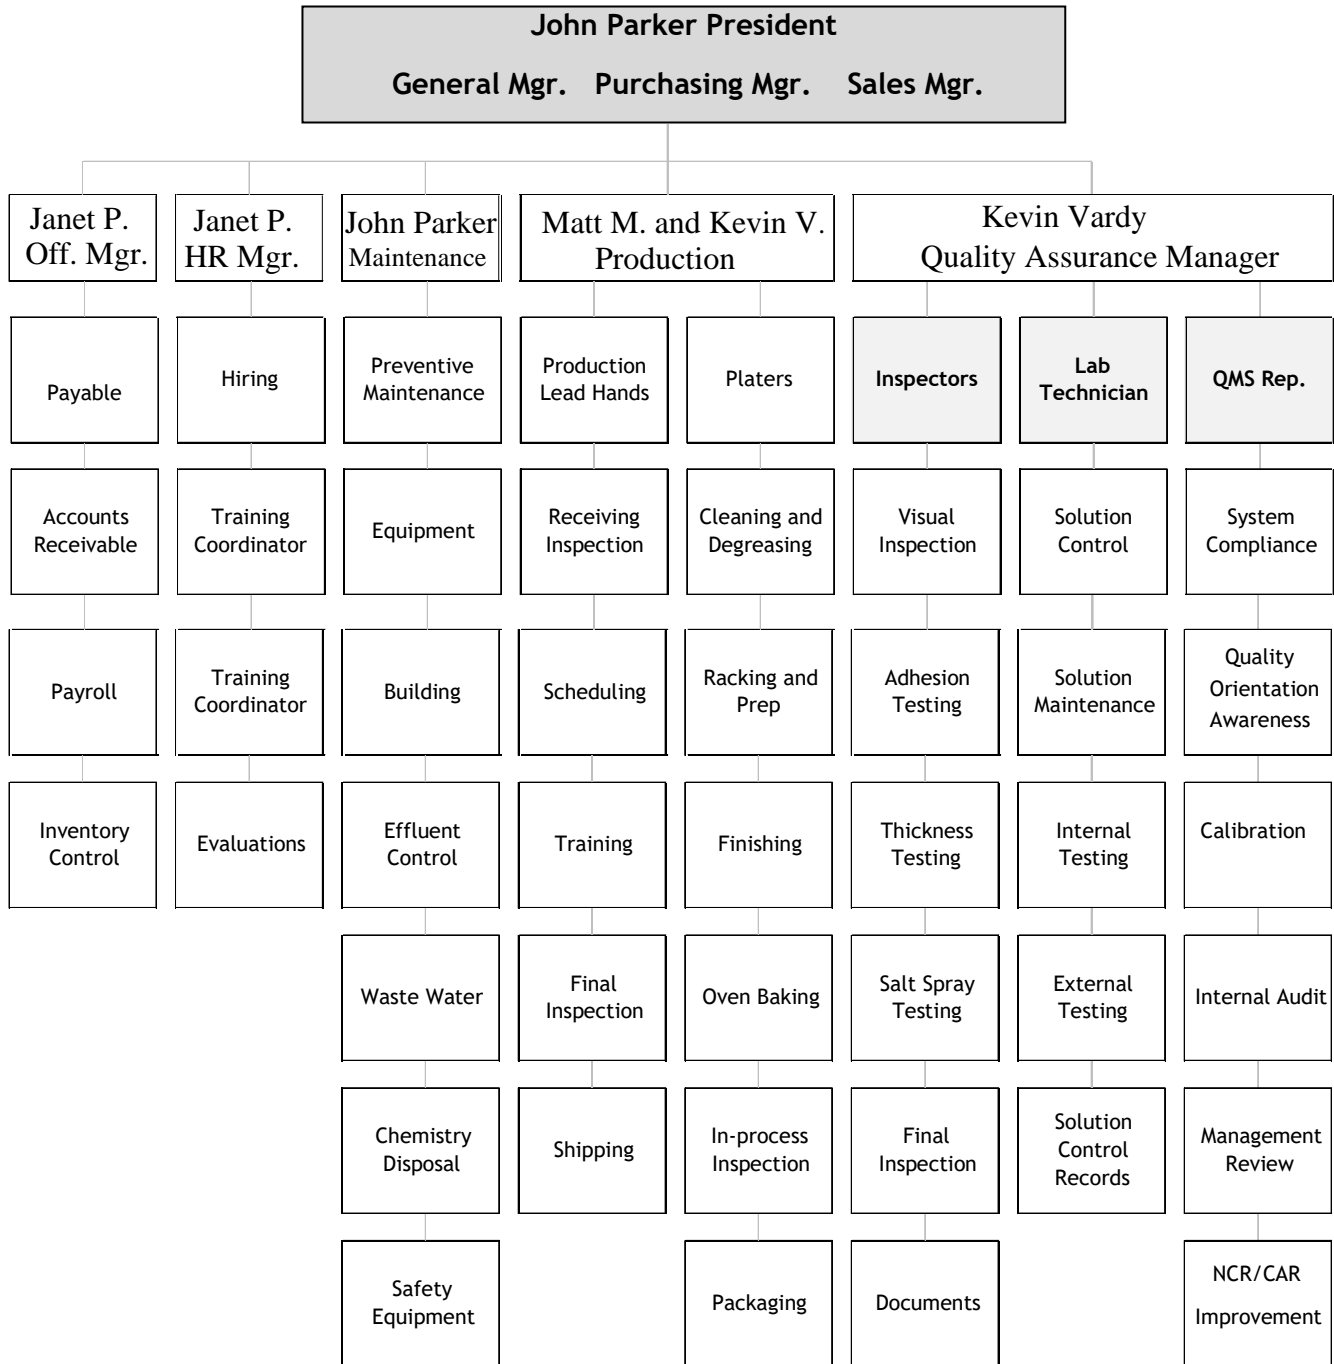 John Parker President
General Mgr. Purchasing Mgr. Sales Mgr.
Janet P.
Off. Mgr.
Janet P.
HR Mgr.
John Parker
Maintenance
Matt M. and Kevin V.
Production
Kevin Vardy
Quality Assurance Manager
Payable
Hiring
Preventive
Maintenance
Production
Lead Hands
Platers
Inspectors
Lab
Technician
QMS Rep.
Accounts
Receivable
Training
Coordinator
Equipment
Receiving
Inspection
Cleaning and
Degreasing
Visual
Inspection
Solution
Control
System
Compliance
Payroll
Training
Coordinator
Building
Scheduling
Racking and
Prep
Adhesion
Testing
Solution
Maintenance
Quality
Orientation
Awareness
Inventory
Control
Evaluations
Effluent
Control
Training
Finishing
Thickness
Testing
Internal
Testing
Calibration
Waste Water
Final
Inspection
Oven Baking
Salt Spray
Testing
External
Testing
Internal Audit
Chemistry
Disposal
Shipping
In-process
Inspection
Final
Inspection
Solution
Control
Records
Management
Review
Safety
Equipment
Packaging
Documents
NCR/CAR
Improvement